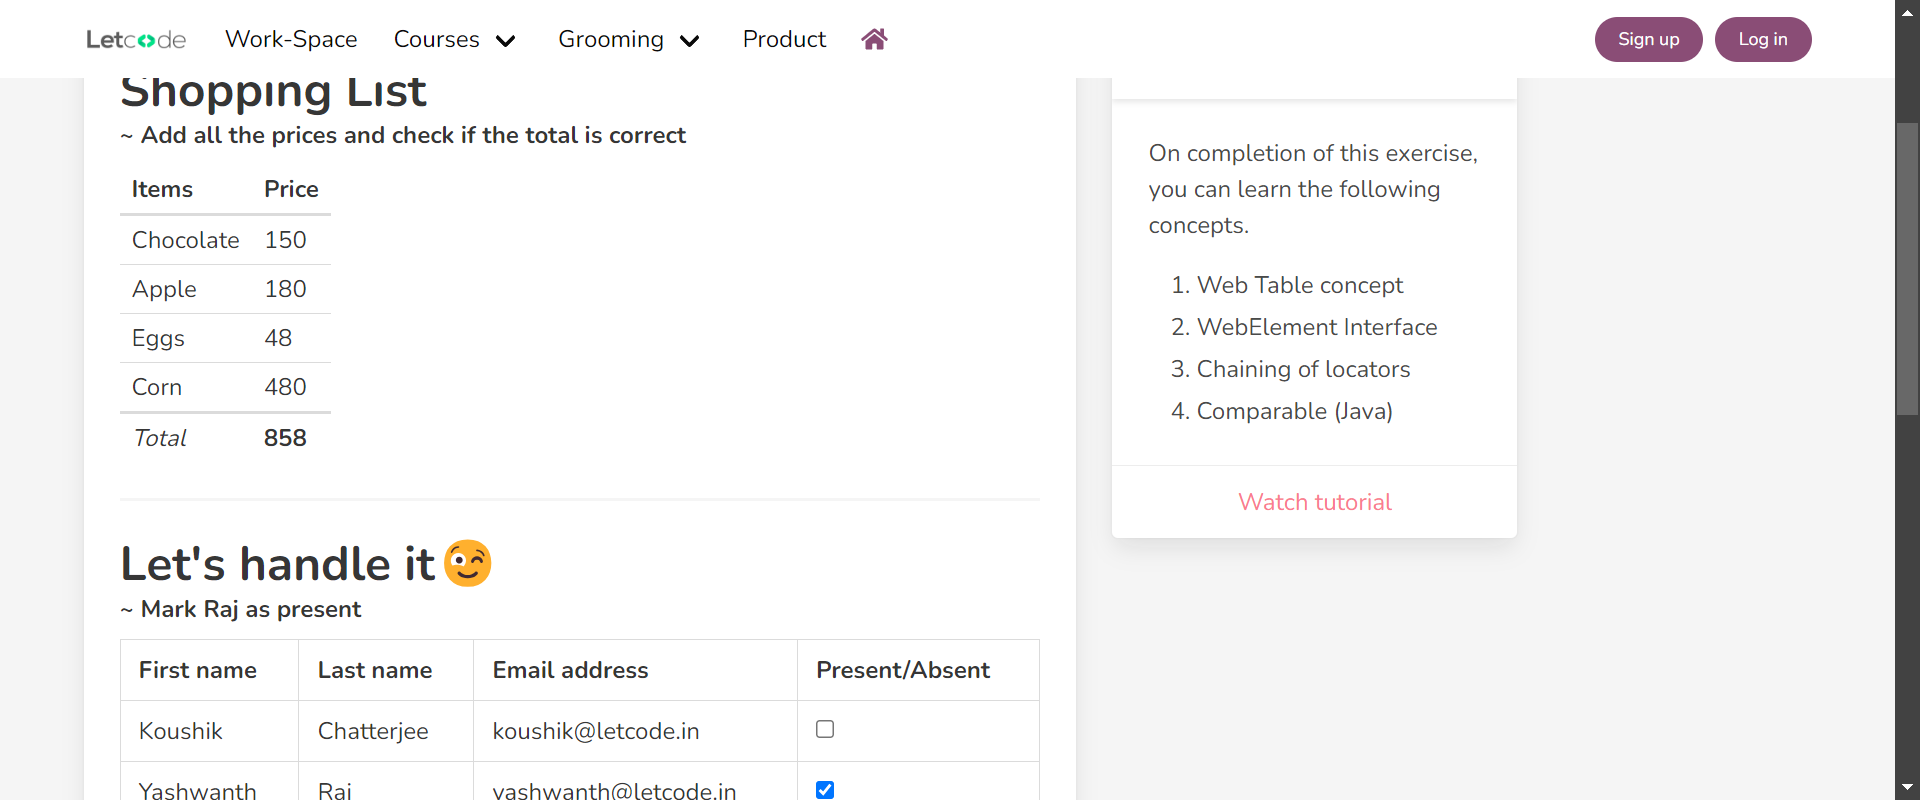 Letcode Work-Space Courses Grooming Product Sign up Log in
Shopping List
~ Add all the prices and check if the total is correct
Items Price
Chocolate 150
Apple 180
Eggs 48
Corn 480
Total 858
Let's handle it
~ Mark Raj as present
First name Last name Email address Present/Absent
Koushik Chatterjee koushik@letcode.in
Yashwanth Raj yashwanth@letcode.in
On completion of this exercise,
you can learn the following
concepts.
1. Web Table concept
2. WebElement Interface
3. Chaining of locators
4. Comparable (Java)
Watch tutorial